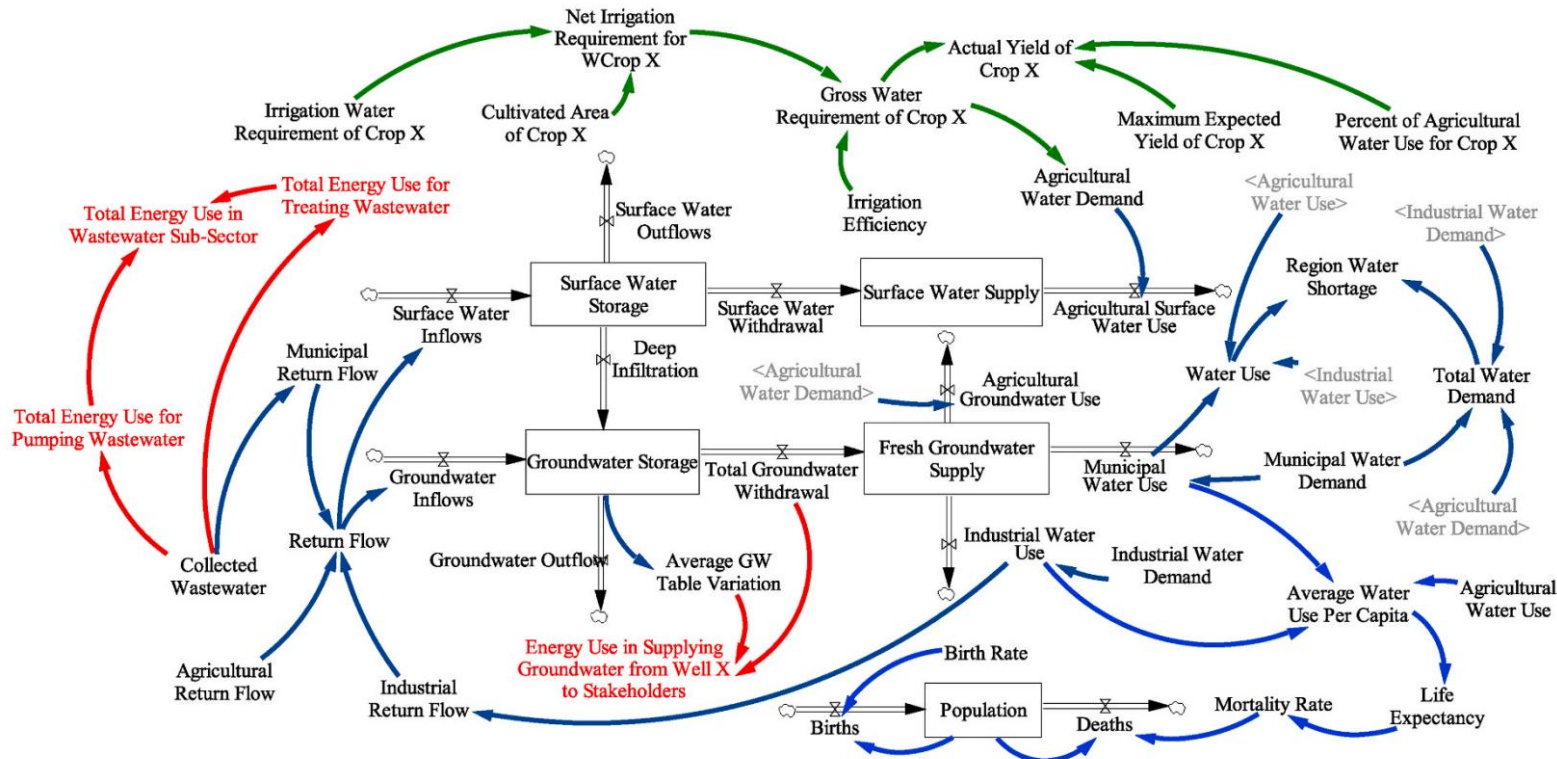 Net Irrigation
Requirement for
WCrop X
Actual Yield of
Crop X
Irrigation Water
Requirement of Crop X
Cultivated Area
of Crop X
Gross Water
Requirement of Crop X
Maximum Expected
Yield of Crop X
Percent of Agricultural
Water Use for Crop X
Total Energy Use for
Treating Wastewater
Total Energy Use in
Wastewater Sub-Sector
Surface Water
Outflows
Irrigation
Efficiency
Agricultural
Water Demand
<Agricultural
Water Use>
<Industrial Water
Demand>
Surface Water
Inflows
Surface Water
Storage
Surface Water
Withdrawal
Surface Water Supply
Agricultural Surface
Water Use
Region Water
Shortage
Municipal
Return Flow
Deep
Infiltration
<Agricultural
Water Demand>
Agricultural
Groundwater Use
Water Use
<Industrial
Water Use>
Total Water
Demand
Total Energy Use for
Pumping Wastewater
Groundwater
Inflows
Groundwater Storage
Total Groundwater
Withdrawal
Fresh Groundwater
Supply
Municipal
Water Use
Municipal Water
Demand
<Agricultural
Water Demand>
Collected
Wastewater
Return Flow
Groundwater Outflow
Average GW
Table Variation
Industrial Water
Use
Industrial Water
Demand
Average Water
Use Per Capita
Agricultural
Water Use
Agricultural
Return Flow
Industrial
Return Flow
Energy Use in Supplying
Groundwater from Well X
to Stakeholders
Birth Rate
Births
Population
Deaths
Mortality Rate
Life
Expectancy